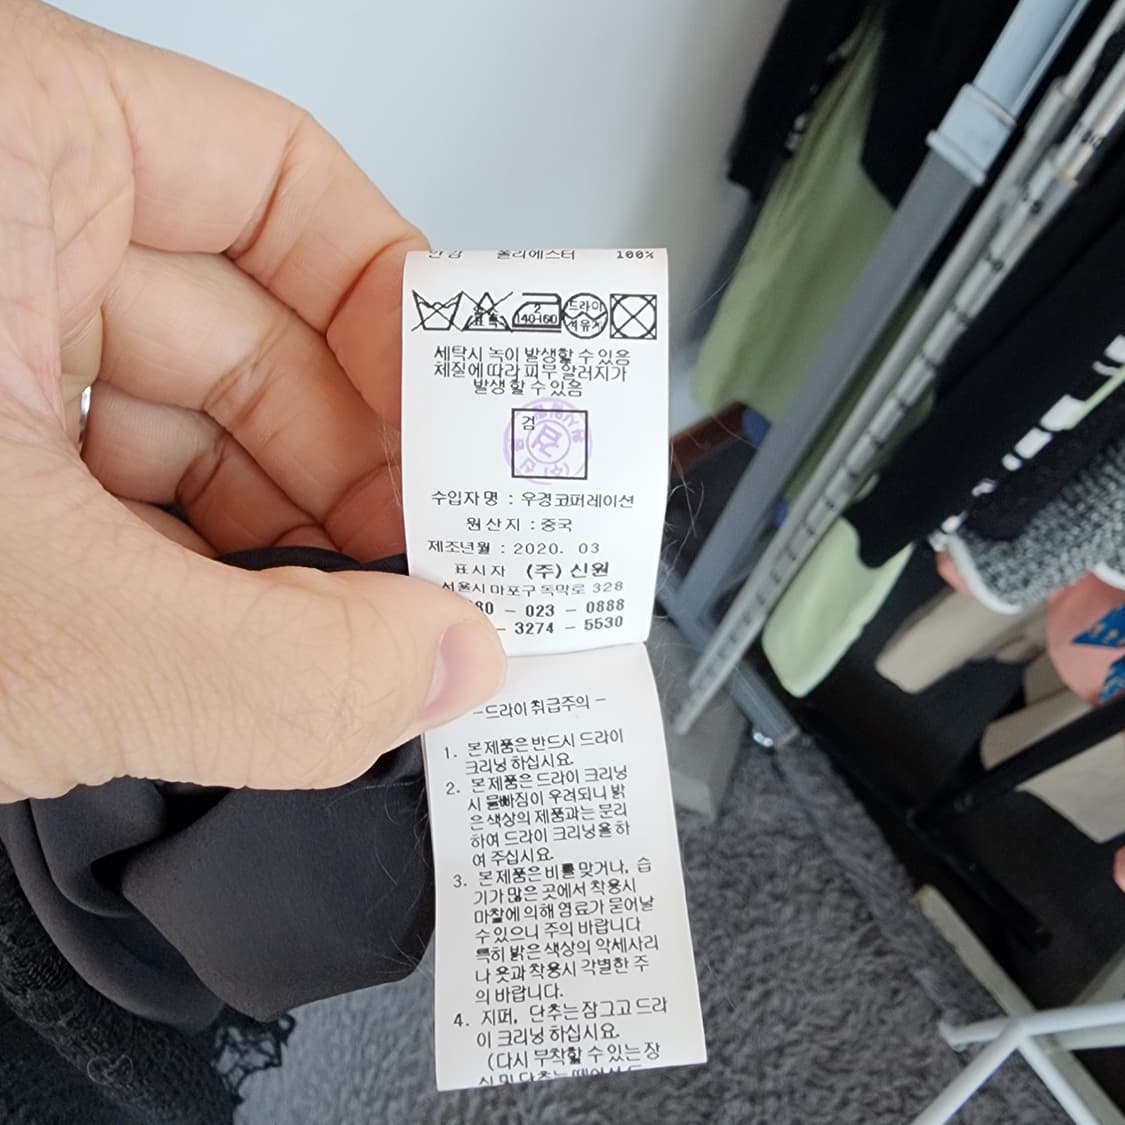 안감 폴리에스터 100%
표백
2
140-160
드라이
석유계
세탁시 녹이 발생할 수 있음
체질에 따라 피부 알러지가
발생할 수 있음
검
수입자명 : 우경코퍼레이션
원산지 : 중국
제조년월 : 2020. 03
표시자 (주) 신원
서울시 마포구 독막로 328
80 - 023 - 0888
- 3274 - 5530
-드라이 취급주의-
1. 본제품은 반드시 드라이
크리닝 하십시요.
2. 본제품은 드라이 크리닝
시 물빠짐이 우려되니 밝
은 색상의 제품과는 분리
하여 드라이 크리닝을 하
여 주십시요.
3. 본제품은 비를 맞거나, 습
기가 많은 곳에서 착용시
마찰에 의해 염료가 묻어날
수 있으니 주의 바랍니다
특히 밝은 색상의 악세사리
나 옷과 착용시 각별한 주
의 바랍니다.
4. 지퍼, 단추는 잠그고 드라
이 크리닝 하십시요.
(다시 부착할 수 있는 장